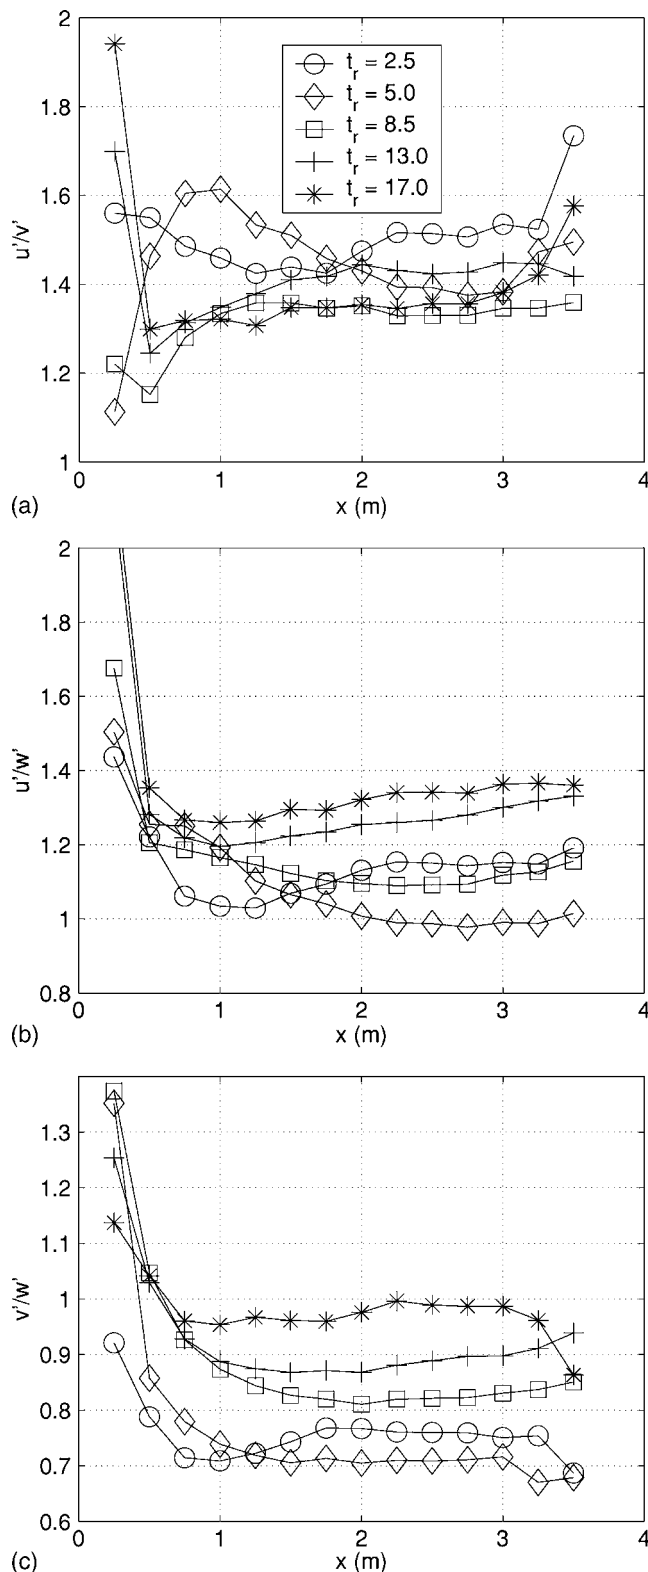 2
1.8
1.6
1.4
1.2
1
u'/v'
t_r = 2.5
t_r = 5.0
t_r = 8.5
t_r = 13.0
t_r = 17.0
0 1 2 3 4
x (m)
(a)
2
1.8
1.6
1.4
1.2
1
0.8
u'/w'
0 1 2 3 4
x (m)
(b)
1.3
1.2
1.1
1
0.9
0.8
0.7
0.6
v'/w'
0 1 2 3 4
x (m)
(c)